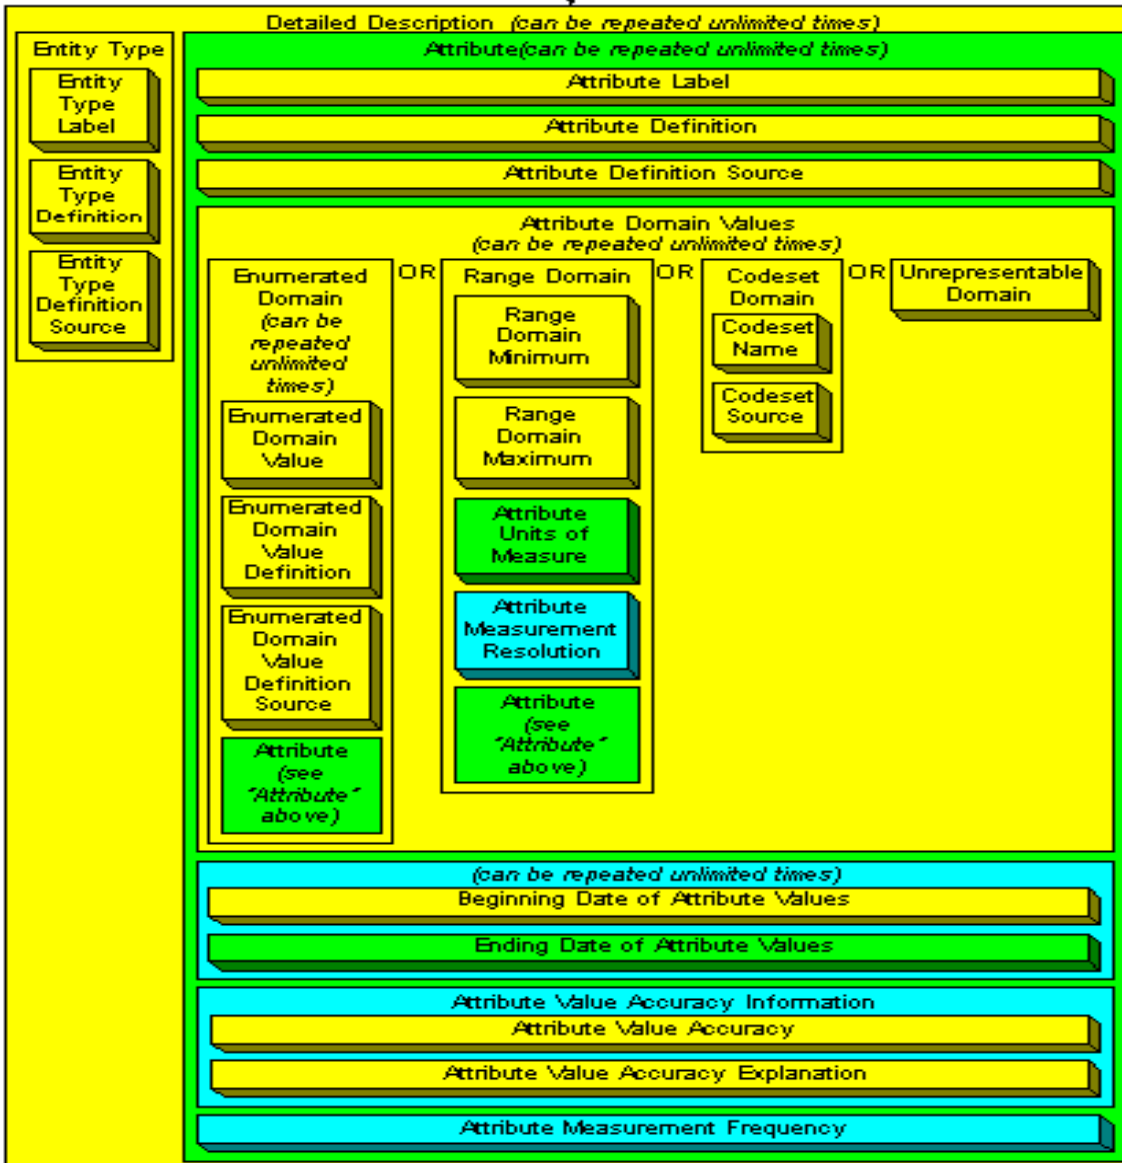 Detailed Description (can be repeated unlimited times)
Entity Type
Entity
Type
Label
Entity
Type
Definition
Entity
Type
Definition
Source
Attribute(can be repeated unlimited times)
Attribute Label
Attribute Definition
Attribute Definition Source
Attribute Domain Values
(can be repeated unlimited times)
Enumerated
Domain
(can be
repeated
unlimited
times)
Enumerated
Domain
Value
Enumerated
Domain
Value
Definition
Enumerated
Domain
Value
Definition
Source
Attribute
(see
"Attribute"
above)
OR
Range Domain
Range
Domain
Minimum
Range
Domain
Maximum
Attribute
Units of
Measure
Attribute
Measurement
Resolution
Attribute
(see
"Attribute"
above)
OR
Codeset
Domain
Codeset
Name
Codeset
Source
OR
Unrepresentable
Domain
(can be repeated unlimited times)
Beginning Date of Attribute Values
Ending Date of Attribute Values
Attribute Value Accuracy Information
Attribute Value Accuracy
Attribute Value Accuracy Explanation
Attribute Measurement Frequency